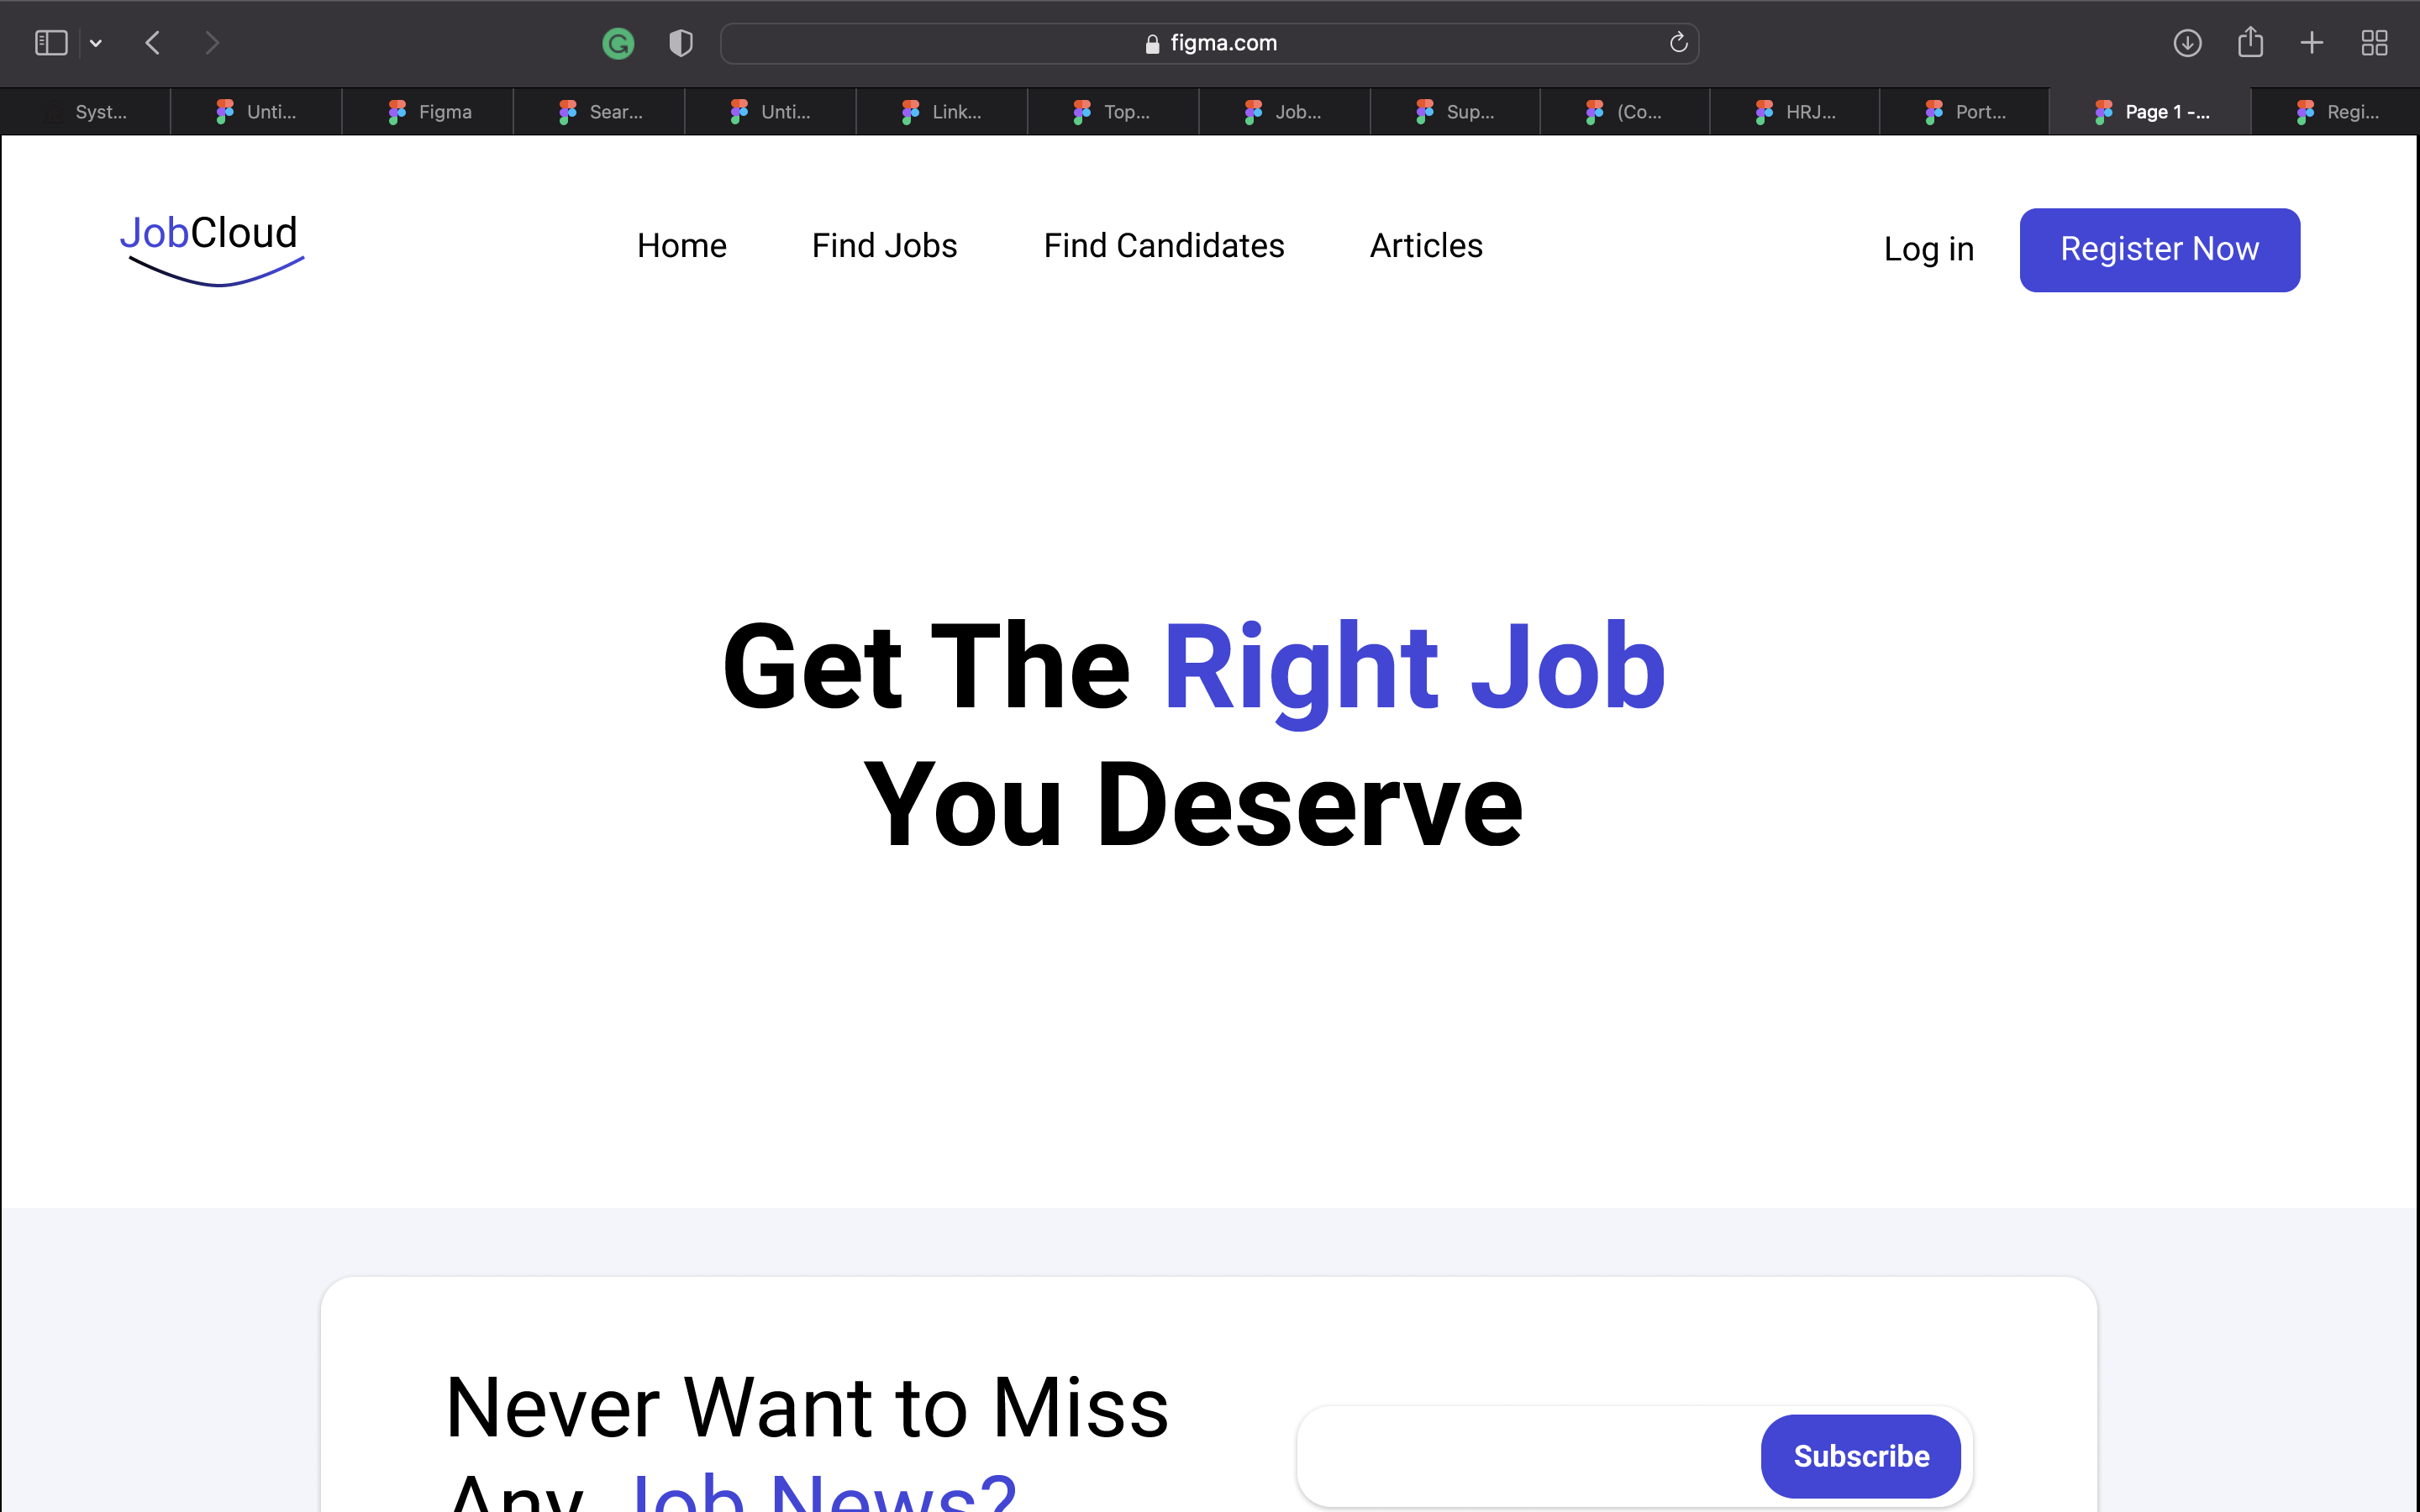 figma.com
Syst...
Unti...
Figma
Sear...
Unti...
Link...
Top...
Job...
Sup...
(Co...
HRJ...
Port...
Page 1 -...
Regi...
JobCloud
Home
Find Jobs
Find Candidates
Articles
Log in
Register Now
Get The Right Job
You Deserve
Never Want to Miss
Any Job News?
Subscribe